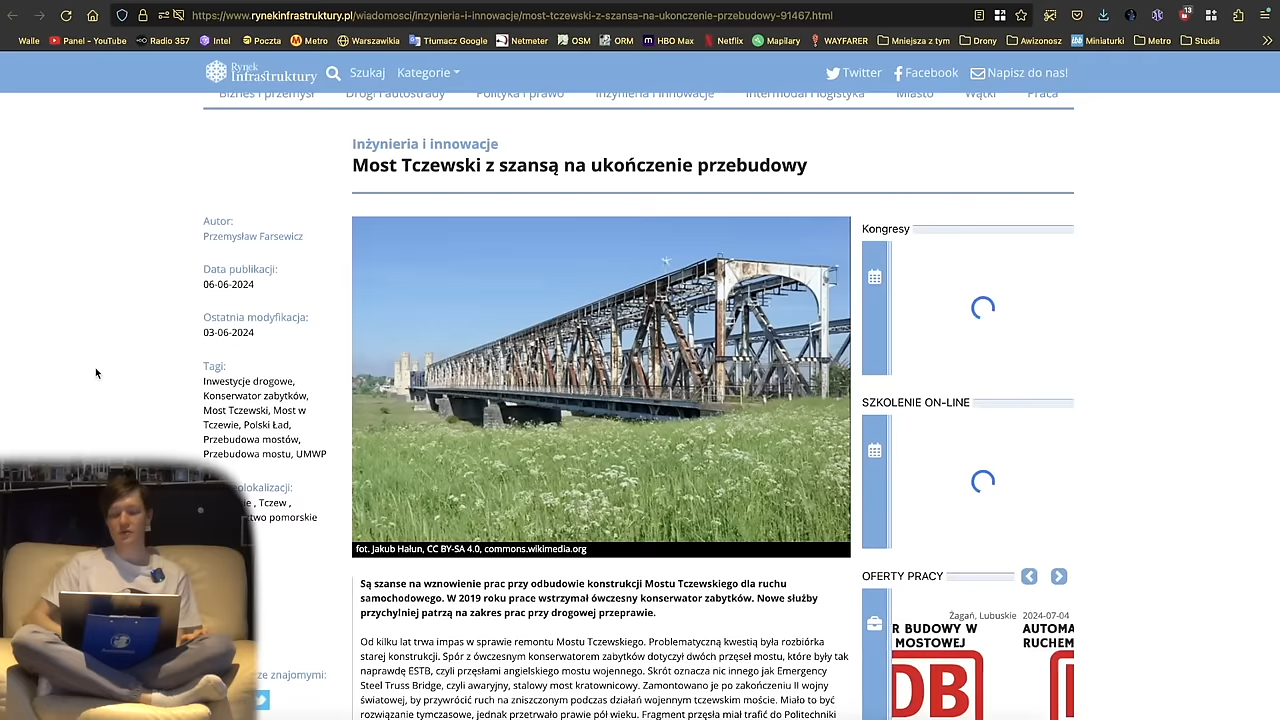 https://www.rynekinfrastruktury.pl/wiadomosci/inzynieria-i-innowacje/most-tczewski-z-szansa-na-ukonczenie-przebudowy-91467.html
13
Walle
Panel - YouTube
Radio 357
Intel
Poczta
Metro
Warszawikia
Tłumacz Google
Netmeter
OSM
ORM
HBO Max
Netflix
Mapilary
WAYFARER
Mniejsza z tym
Drony
Awizonosz
Miniaturki
Metro
Studia
Rynek
Infrastruktury
Szukaj
Kategorie
Twitter
Facebook
Napisz do nas!
Biznes i przemysł
Drogi i autostrady
Polityka i prawo
Inżynieria i innowacje
Intermodal i logistyka
Miasto
Wątki
Praca
Inżynieria i innowacje
Most Tczewski z szansą na ukończenie przebudowy
Autor:
Przemysław Farsewicz
Data publikacji:
06-06-2024
Ostatnia modyfikacja:
03-06-2024
Tagi:
Inwestycje drogowe,
Konserwator zabytków,
Most Tczewski, Most w
Tczewie, Polski Ład,
Przebudowa mostów,
Przebudowa mostu, UMWP
olokalizacji:
ie , Tczew ,
two pomorskie
ze znajomymi:
fot. Jakub Hałun, CC BY-SA 4.0, commons.wikimedia.org
Są szanse na wznowienie prac przy odbudowie konstrukcji Mostu Tczewskiego dla ruchu
samochodowego. W 2019 roku prace wstrzymał ówczesny konserwator zabytków. Nowe służby
przychylniej patrzą na zakres prac przy drogowej przeprawie.
Od kilku lat trwa impas w sprawie remontu Mostu Tczewskiego. Problematyczną kwestią była rozbiórka
starej konstrukcji. Spór z ówczesnym konserwatorem zabytków dotyczył dwóch przęseł mostu, które były tak
naprawdę ESTB, czyli przęsłami angielskiego mostu wojennego. Skrót oznacza nic innego jak Emergency
Steel Truss Bridge, czyli awaryjny, stalowy most kratownicowy. Zamontowano je po zakończeniu II wojny
światowej, by przywrócić ruch na zniszczonym podczas działań wojennym tczewskim moście. Miało to być
rozwiązanie tymczasowe, jednak przetrwało prawie pół wieku. Fragment przęsła miał trafić do Politechniki
Kongresy
SZKOLENIE ON-LINE
OFERTY PRACY
Żagań, Lubuskie
2024-07-04
R BUDOWY W
MOSTOWEJ
AUTOMA
RUCHEM
DB